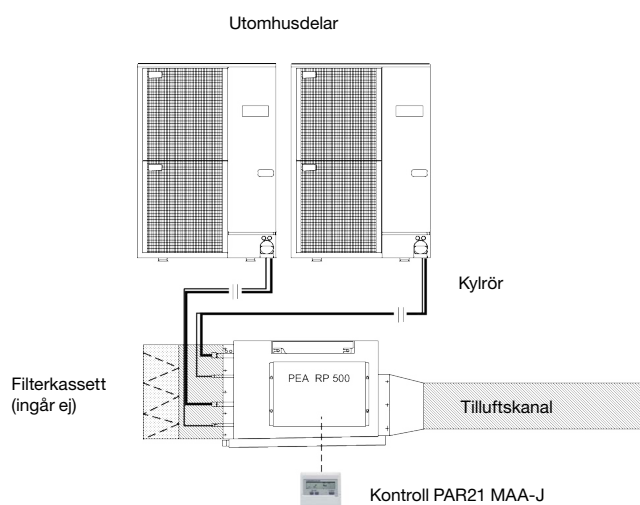 Utomhusdelar
Kylrör
Filterkassett
(ingår ej)
PEA RP 500
Tilluftskanal
Kontroll PAR21 MAA-J